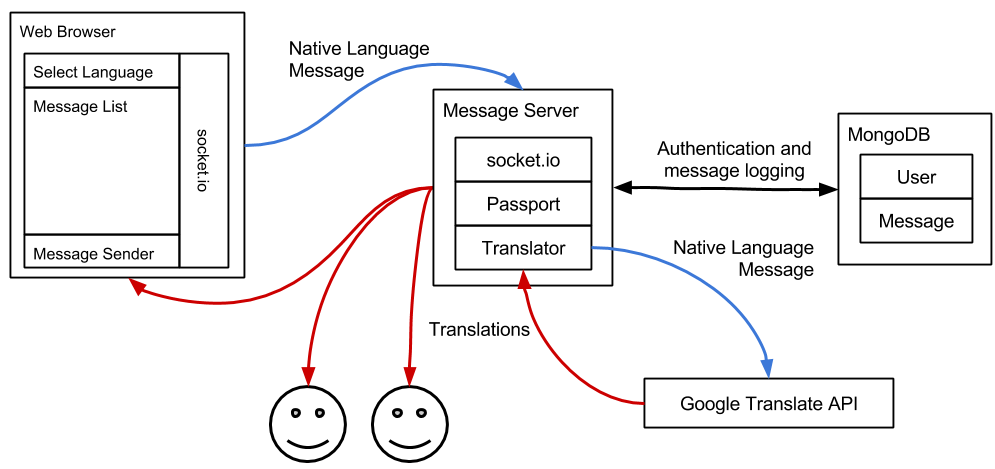 Web Browser
Select Language
Message List
socket.io
Message Sender
Native Language
Message
Message Server
socket.io
Passport
Translator
Authentication and
message logging
MongoDB
User
Message
Native Language
Message
Translations
Google Translate API